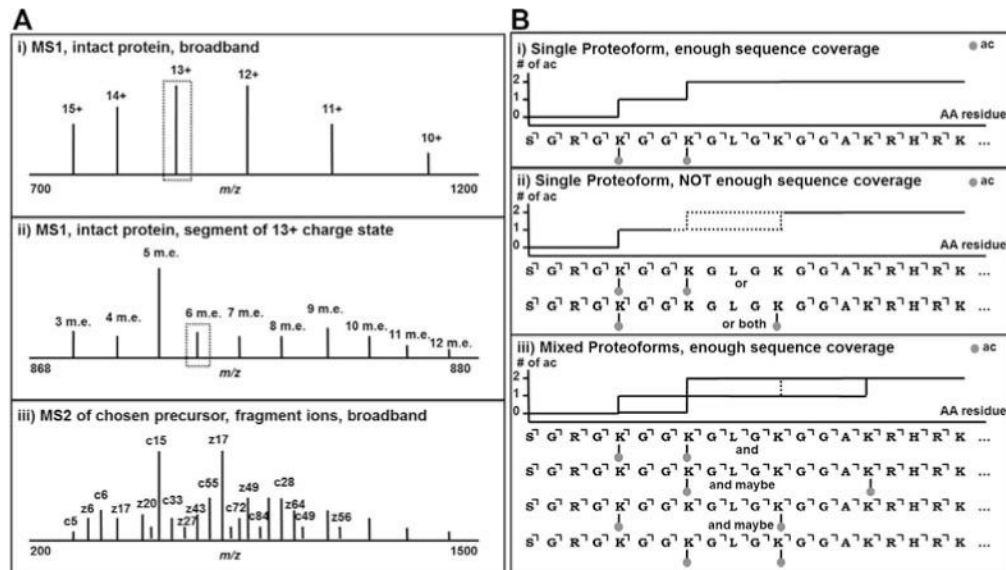 A
i) MS1, intact protein, broadband
15+
14+
13+
12+
11+
10+
700
m/z
1200
ii) MS1, intact protein, segment of 13+ charge state
3 m.e.
4 m.e.
5 m.e.
6 m.e.
7 m.e.
8 m.e.
9 m.e.
10 m.e.
11 m.e.
12 m.e.
868
m/z
880
iii) MS2 of chosen precursor, fragment ions, broadband
c5
z6
c6
z17
z20
c15
c33
z27
z43
c55
z17
c72
z49
c84
c28
z64
c49
z56
200
m/z
1500
B
i) Single Proteoform, enough sequence coverage
ac
# of ac
2
1
0
AA residue
S G R G K G G K G L G K G G A K R H R K ...
ii) Single Proteoform, NOT enough sequence coverage
ac
# of ac
2
1
0
AA residue
S G R G K G G K G L G K G G A K R H R K ...
or
S G R G K G G K G L G K G G A K R H R K ...
or both
iii) Mixed Proteoforms, enough sequence coverage
ac
# of ac
2
1
0
AA residue
S G R G K G G K G L G K G G A K R H R K ...
and
S G R G K G G K G L G K G G A K R H R K ...
and maybe
S G R G K G G K G L G K G G A K R H R K ...
and maybe
S G R G K G G K G L G K G G A K R H R K ...